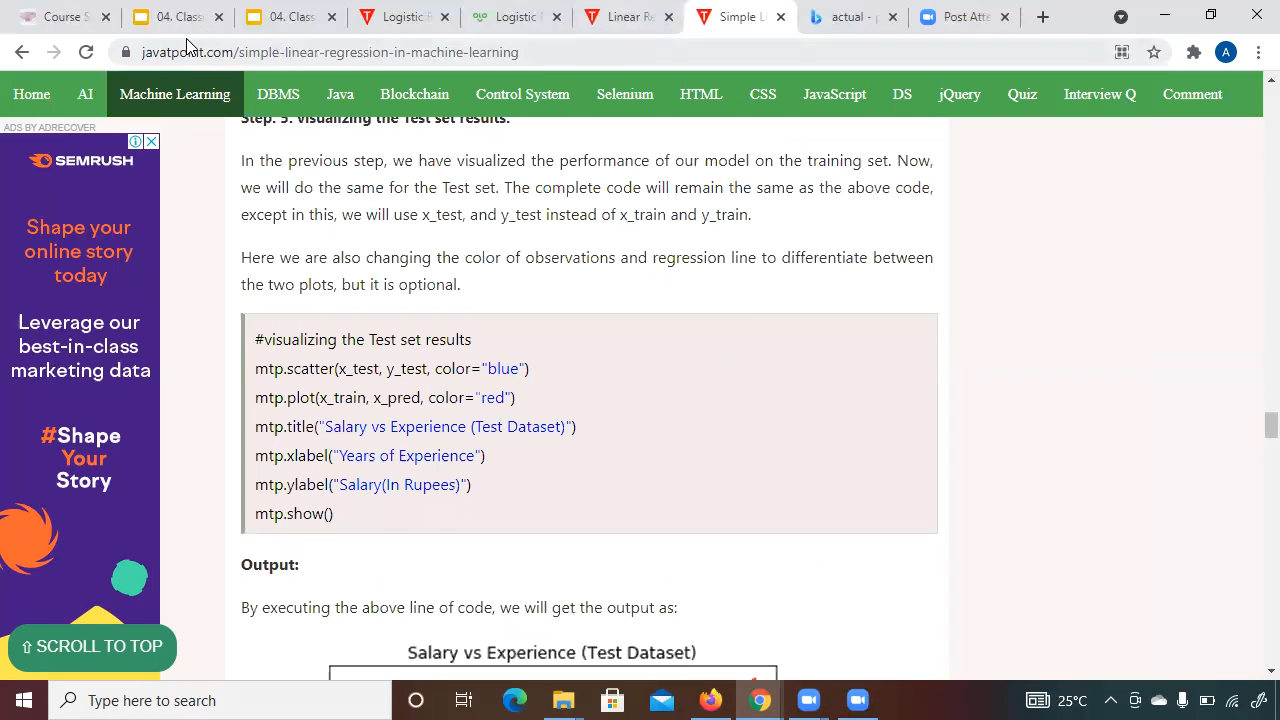 Course S
04. Class
04. Class
Logistic R
Logistic T
Linear Re
Simple Li
actual - p
Post Atte
javatpoint.com/simple-linear-regression-in-machine-learning
A
Home AI Machine Learning DBMS Java Blockchain Control System Selenium HTML CSS JavaScript DS jQuery Quiz Interview Q Comment
ADS BY ADRECOVER
SEMRUSH
Shape your
online story
today
Leverage our
best-in-class
marketing data
#Shape
Your
Story
⇧ SCROLL TO TOP
Step: 5. Visualizing the Test set results:
In the previous step, we have visualized the performance of our model on the training set. Now,
we will do the same for the Test set. The complete code will remain the same as the above code,
except in this, we will use x_test, and y_test instead of x_train and y_train.
Here we are also changing the color of observations and regression line to differentiate between
the two plots, but it is optional.
#visualizing the Test set results
mtp.scatter(x_test, y_test, color="blue")
mtp.plot(x_train, x_pred, color="red")
mtp.title("Salary vs Experience (Test Dataset)")
mtp.xlabel("Years of Experience")
mtp.ylabel("Salary(In Rupees)")
mtp.show()
Output:
By executing the above line of code, we will get the output as:
Salary vs Experience (Test Dataset)
Type here to search
25°C